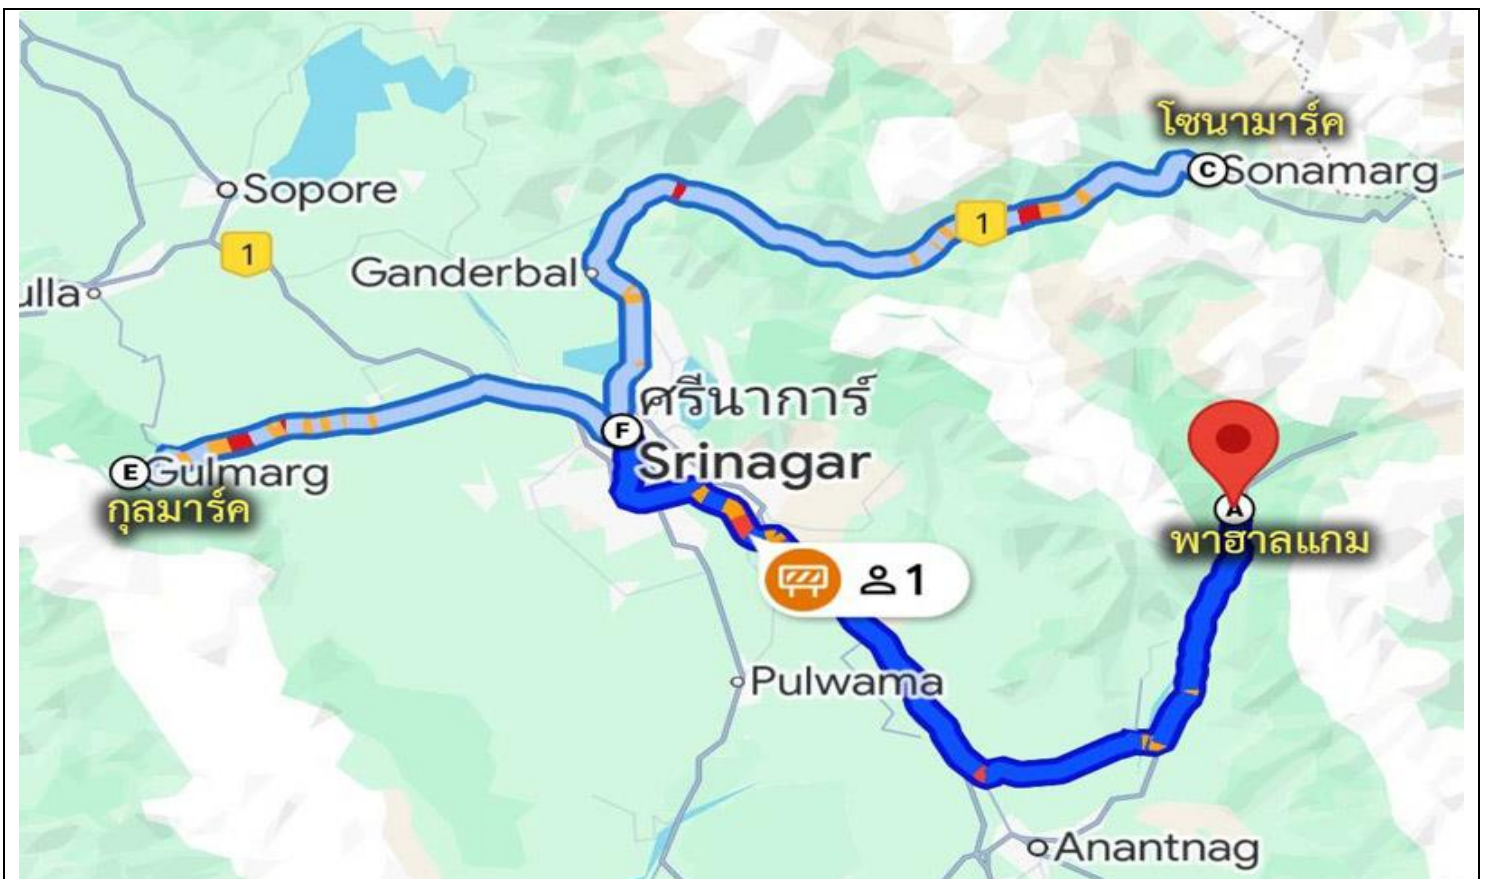 โซนามาร์ค
C Sonamarg
Sopore
1
1
Ganderbal
ulla
ศรีนาการ์
F
Srinagar
E Gulmarg
กุลมาร์ค
A
พาฮาลแกม
1
Pulwama
Anantnag